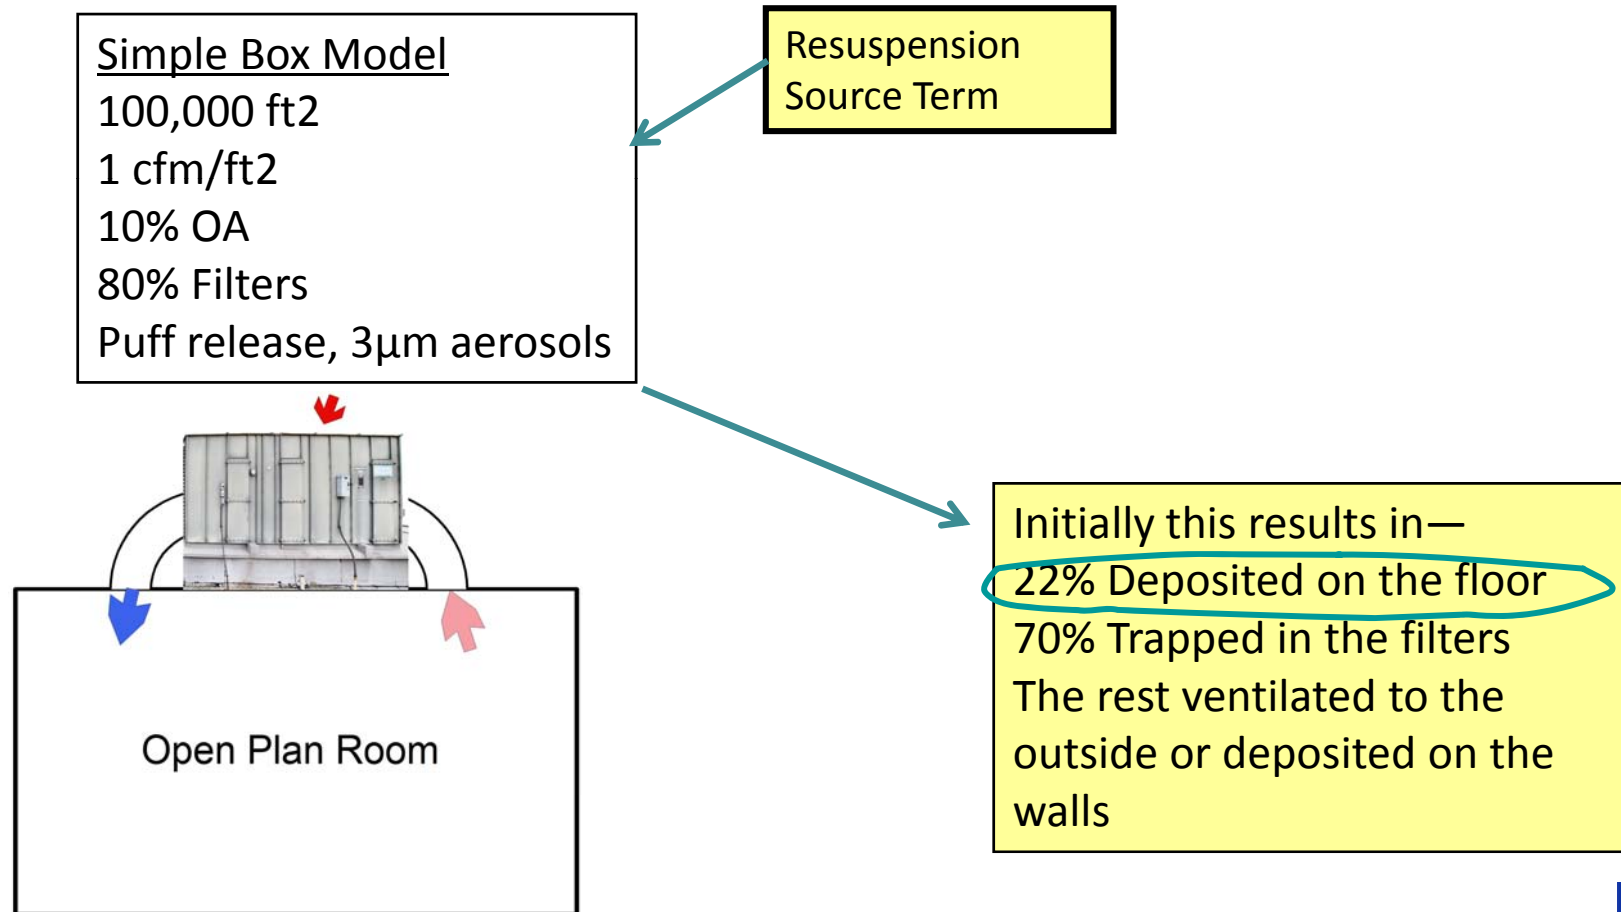 Simple Box Model
100,000 ft2
1 cfm/ft2
10% OA
80% Filters
Puff release, 3µm aerosols
Resuspension
Source Term
Initially this results in—
22% Deposited on the floor
70% Trapped in the filters
The rest ventilated to the
outside or deposited on the
walls
Open Plan Room